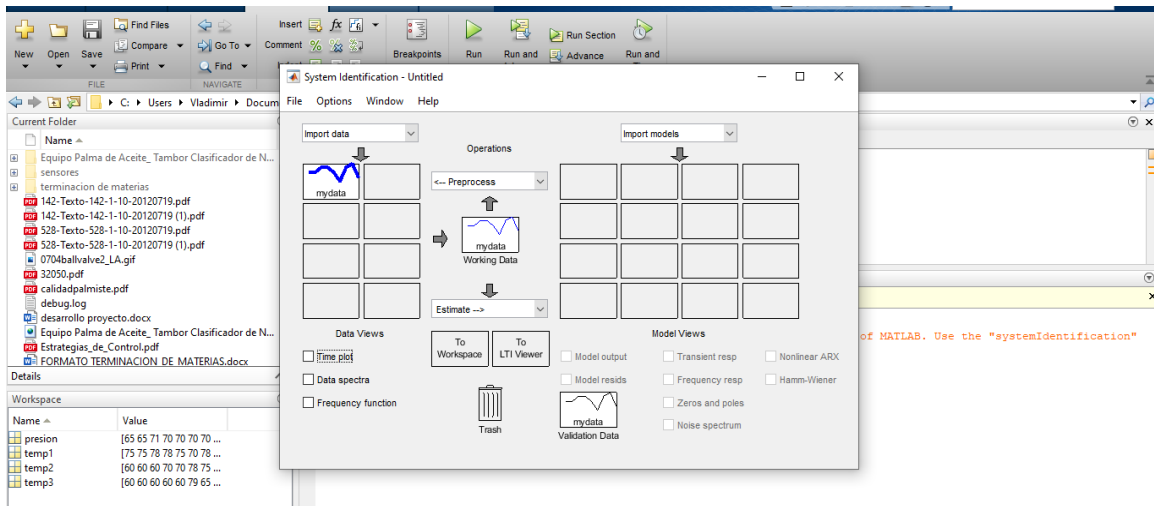 Find Files
Insert
fx
Compare
Go To
Comment
New
Open
Save
Print
Find
Breakpoints
Run
Run and
Run Section
Advance
Run and
FILE
NAVIGATE
C: Users Vladimir Docum
Current Folder
Name
Equipo Palma de Aceite_ Tambor Clasificador de N...
sensores
terminacion de materias
142-Texto-142-1-10-20120719.pdf
142-Texto-142-1-10-20120719 (1).pdf
528-Texto-528-1-10-20120719.pdf
528-Texto-528-1-10-20120719 (1).pdf
0704ballvalve2_LA.gif
32050.pdf
calidadpalmiste.pdf
debug.log
desarrollo proyecto.docx
Equipo Palma de Aceite_ Tambor Clasificador de N...
Estrategias_de_Control.pdf
FORMATO TERMINACION DE MATERIAS.docx
Details
Workspace
Name
Value
presion [65 65 71 70 70 70 70 ...
temp1 [75 75 78 78 75 70 78 ...
temp2 [60 60 60 70 70 78 75 ...
temp3 [60 60 60 60 60 79 65 ...
System Identification - Untitled
File Options Window Help
Import data
Import models
Operations
mydata
<-- Preprocess
mydata
Working Data
Estimate -->
Data Views
Time plot
Data spectra
Frequency function
To
Workspace
To
LTI Viewer
Trash
Model Views
Model output
Transient resp
Nonlinear ARX
Model resids
Frequency resp
Hamm-Wiener
Zeros and poles
Noise spectrum
mydata
Validation Data
of MATLAB. Use the "systemIdentification"